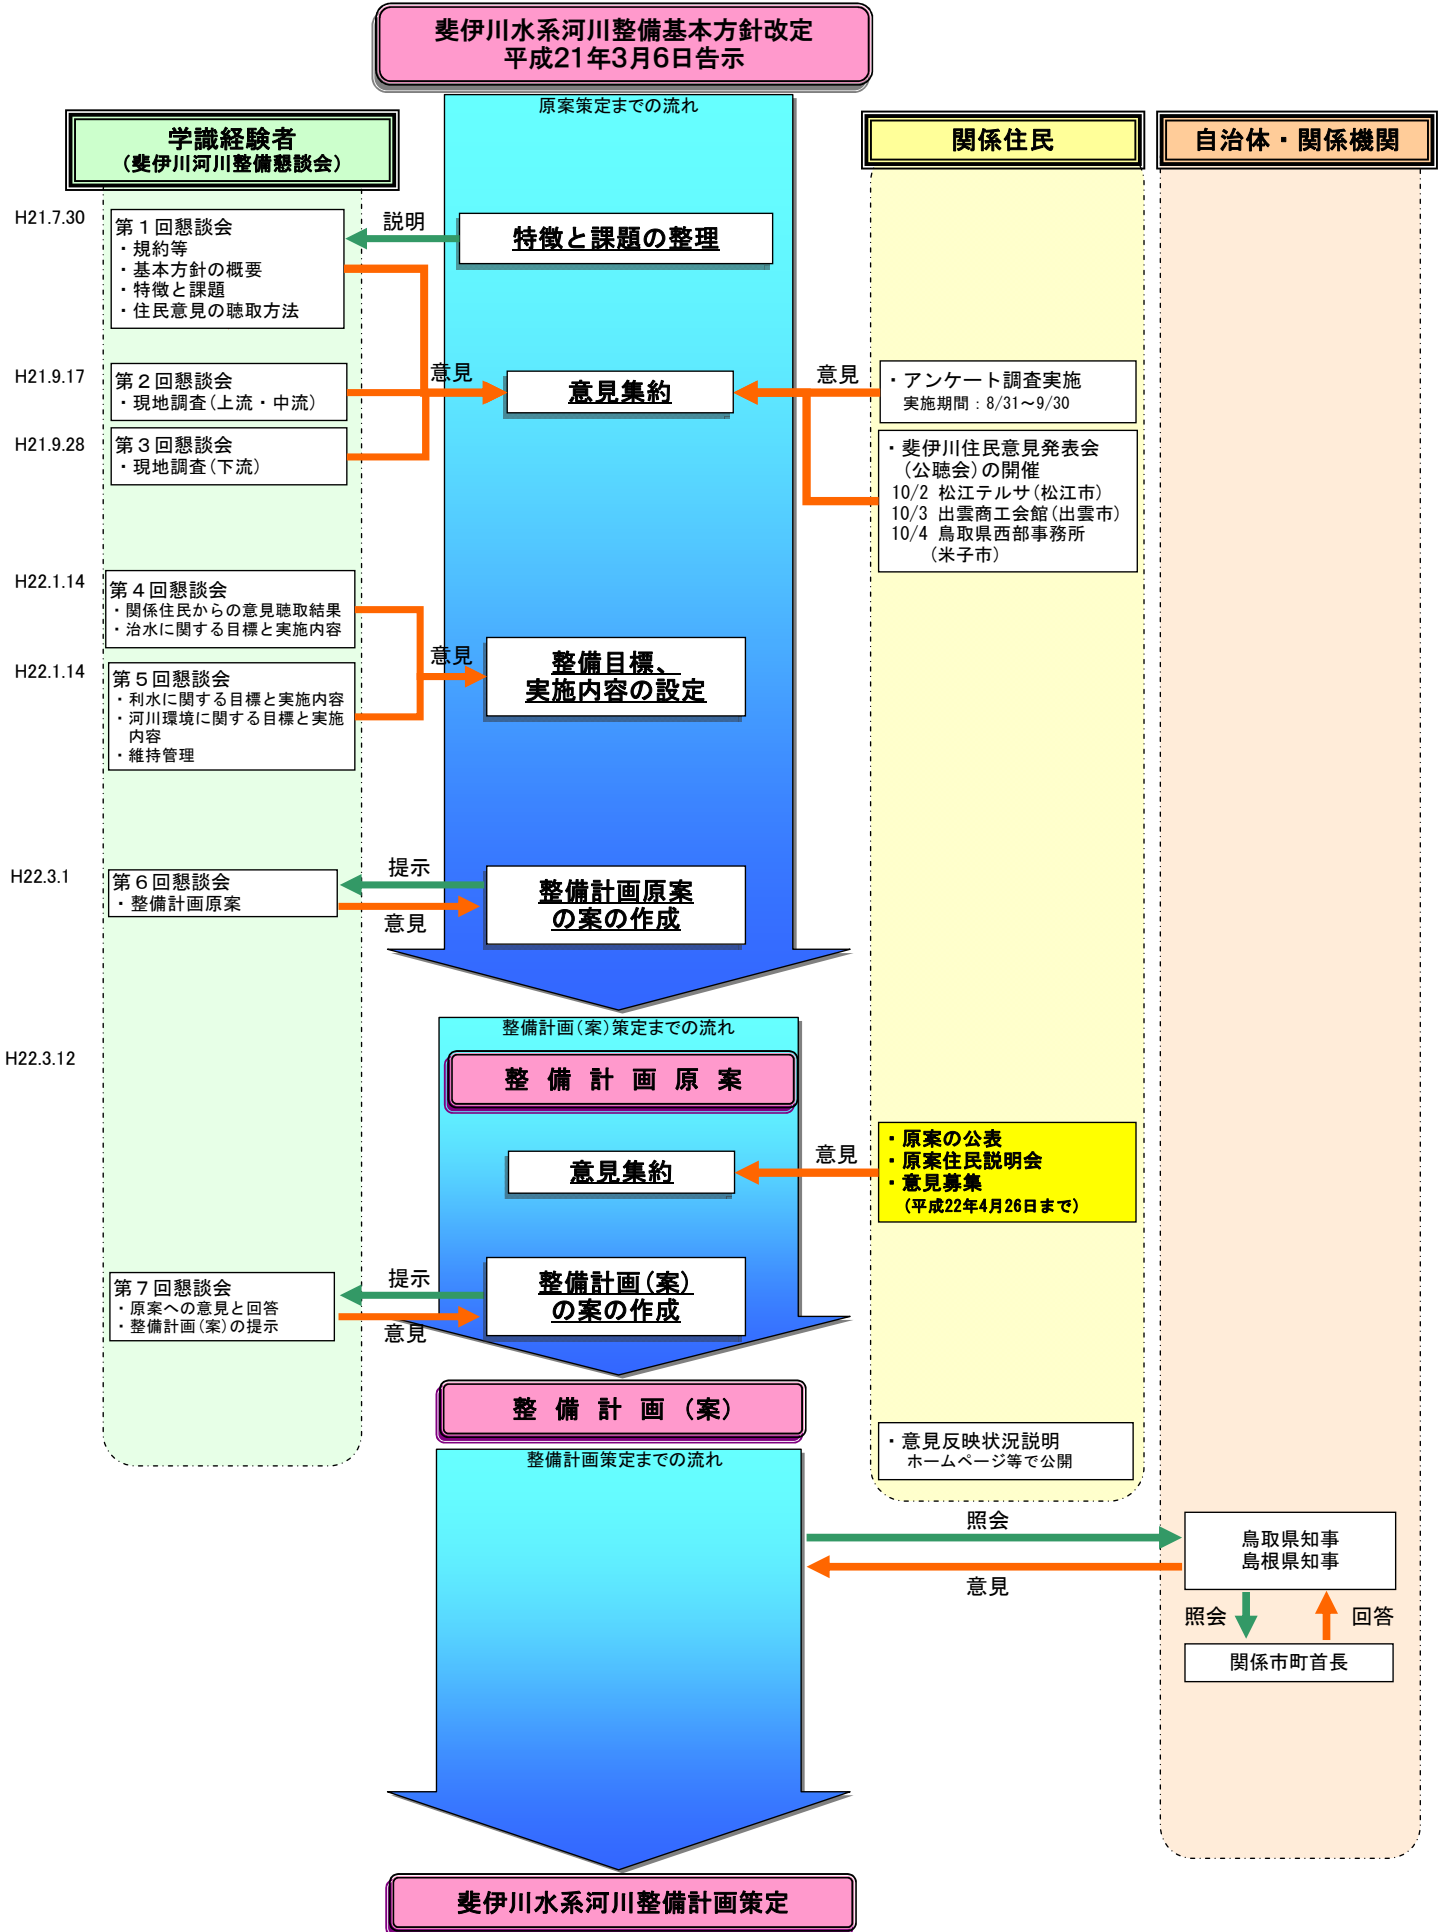 斐伊川水系河川整備基本方針改定
平成21年3月6日告示
原案策定までの流れ
学識経験者
(斐伊川河川整備懇談会)
関係住民
自治体・関係機関
H21.7.30
第1回懇談会
・規約等
・基本方針の概要
・特徴と課題
・住民意見の聴取方法
説明
特徴と課題の整理
H21.9.17
第2回懇談会
・現地調査(上流・中流)
意見
意見集約
意見
・アンケート調査実施
実施期間:8/31~9/30
H21.9.28
第3回懇談会
・現地調査(下流)
・斐伊川住民意見発表会
(公聴会)の開催
10/2 松江テルサ(松江市)
10/3 出雲商工会館(出雲市)
10/4 鳥取県西部事務所
(米子市)
H22.1.14
第4回懇談会
・関係住民からの意見聴取結果
・治水に関する目標と実施内容
意見
整備目標、
実施内容の設定
H22.1.14
第5回懇談会
・利水に関する目標と実施内容
・河川環境に関する目標と実施
内容
・維持管理
H22.3.1
第6回懇談会
・整備計画原案
提示
意見
整備計画原案
の案の作成
整備計画(案)策定までの流れ
H22.3.12
整備計画原案
意見集約
意見
・原案の公表
・原案住民説明会
・意見募集
(平成22年4月26日まで)
第7回懇談会
・原案への意見と回答
・整備計画(案)の提示
提示
意見
整備計画(案)
の案の作成
整備計画(案)
・意見反映状況説明
ホームページ等で公開
整備計画策定までの流れ
照会
意見
鳥取県知事
島根県知事
照会
回答
関係市町首長
斐伊川水系河川整備計画策定